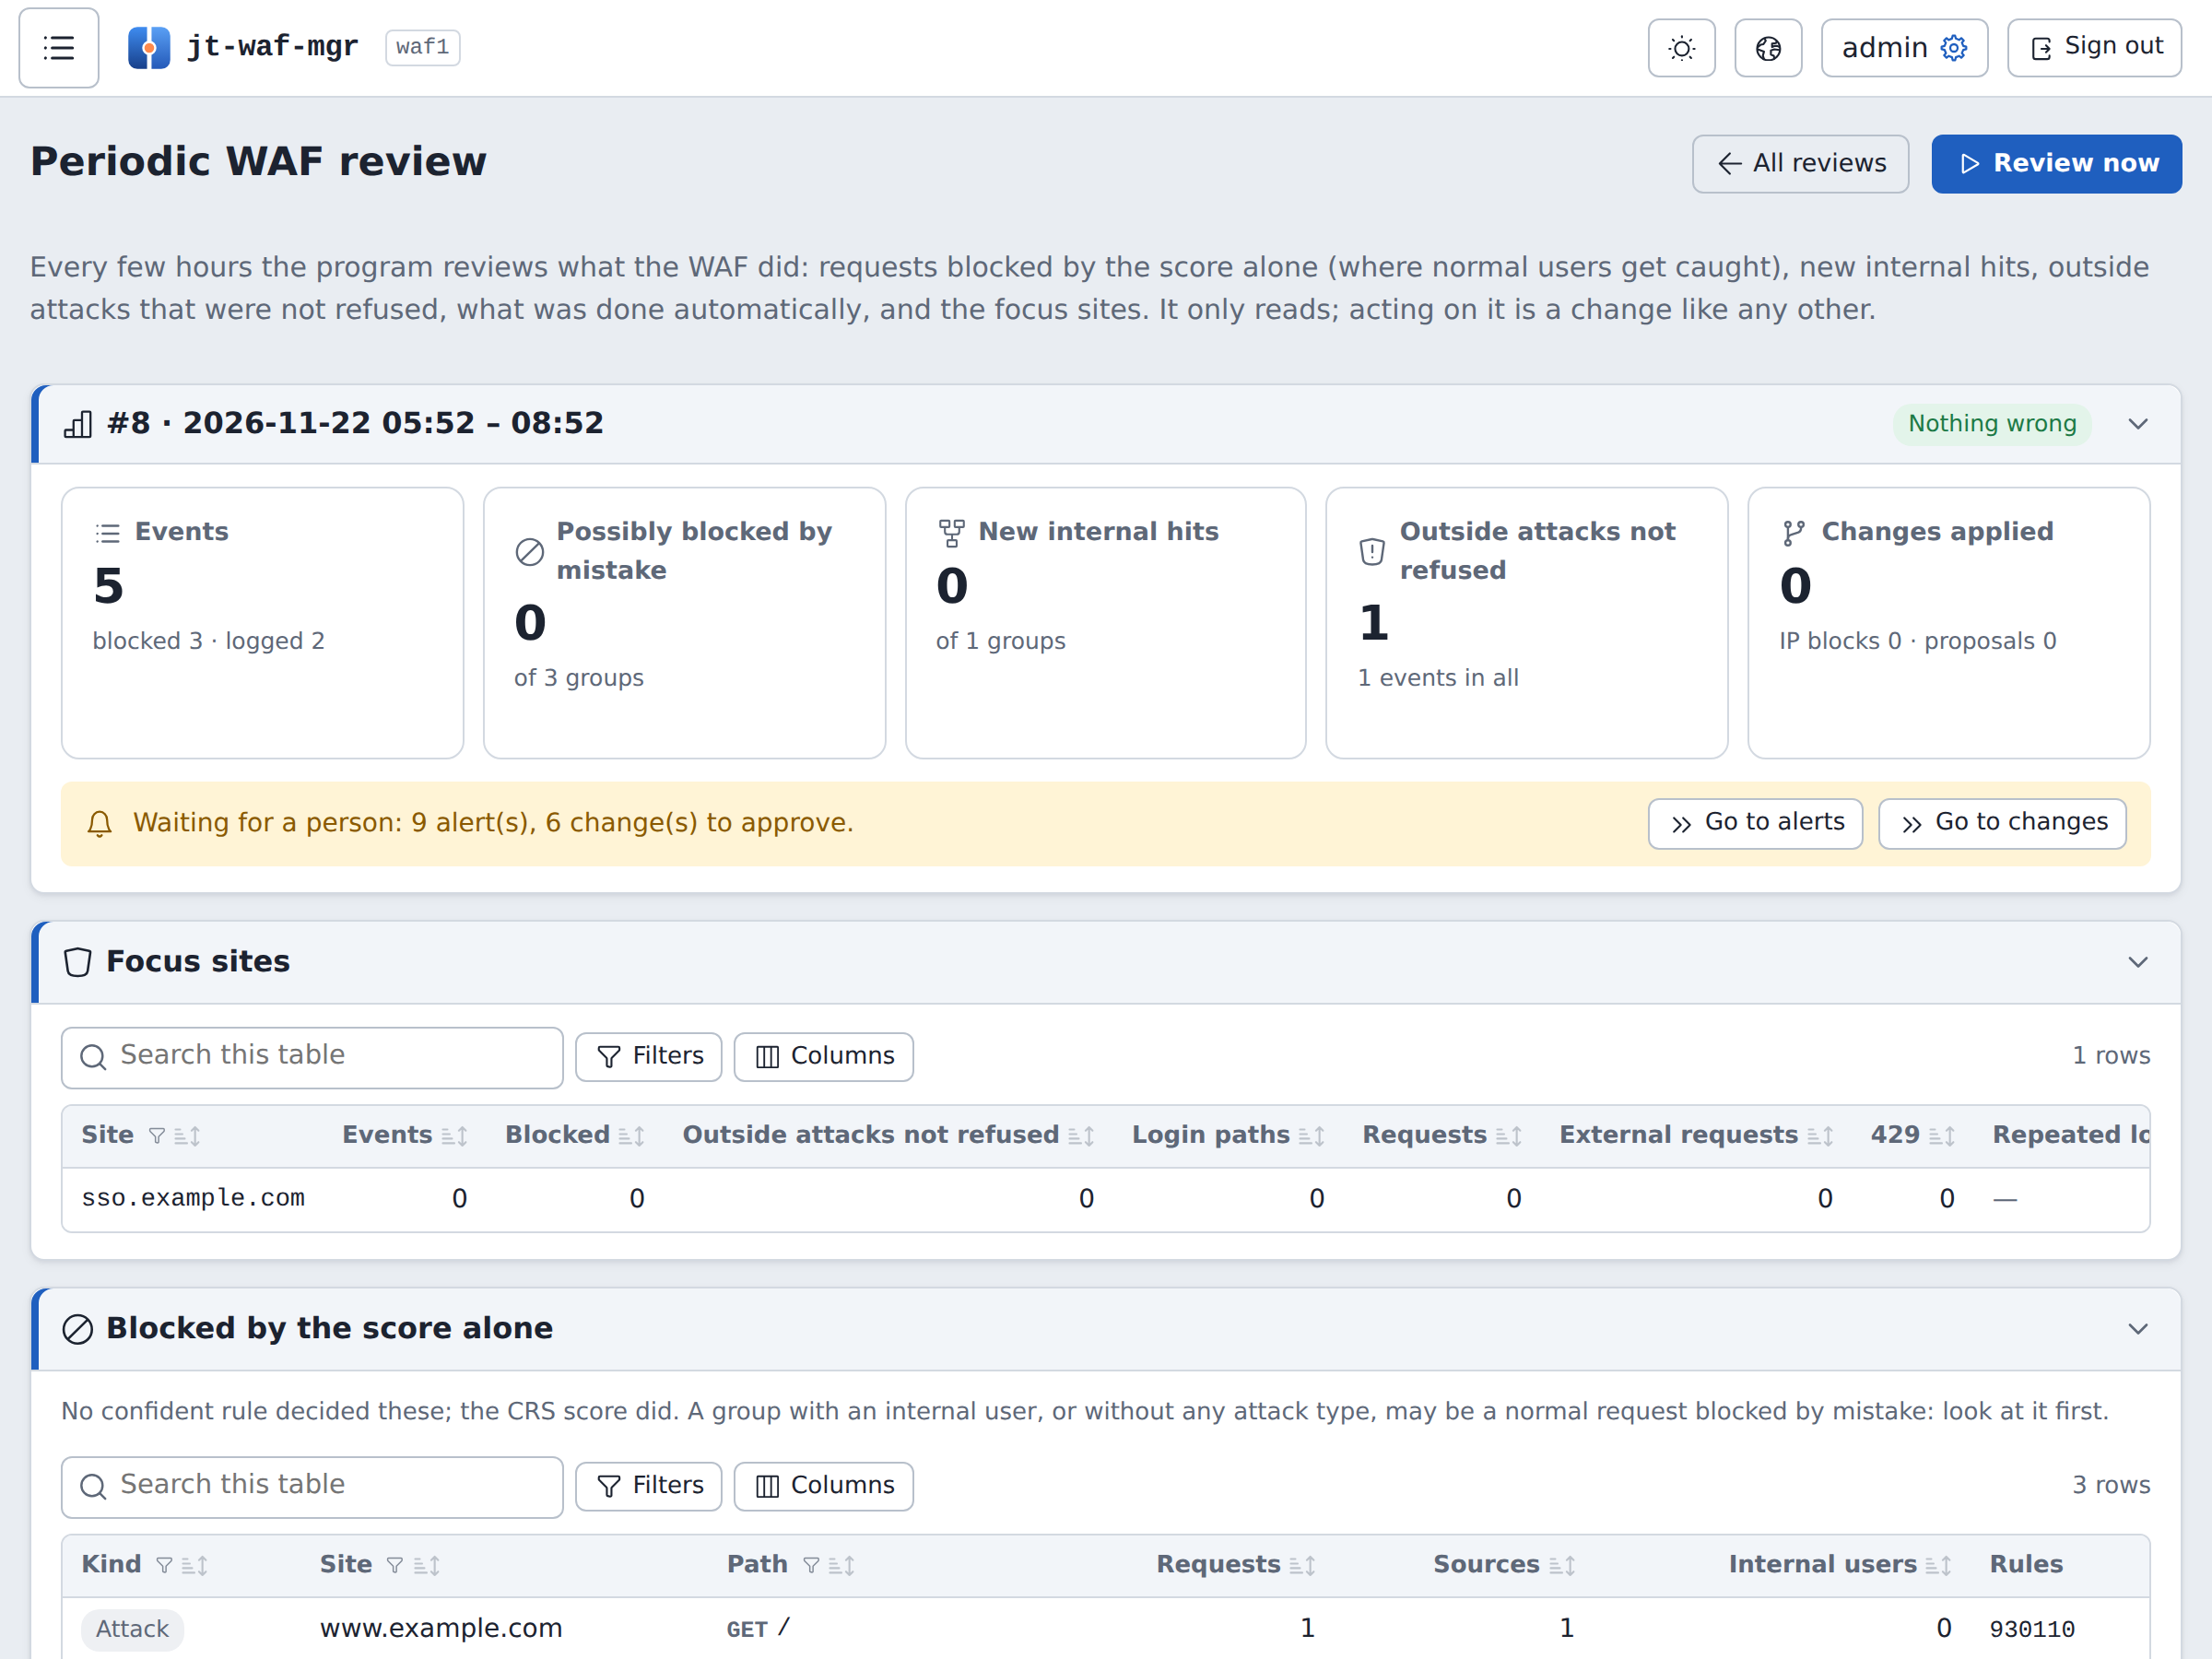 jt-waf-mgr
waf1
admin
Sign out
Periodic WAF review
All reviews
Review now
Every few hours the program reviews what the WAF did: requests blocked by the score alone (where normal users get caught), new internal hits, outside
attacks that were not refused, what was done automatically, and the focus sites. It only reads; acting on it is a change like any other.
#8 · 2026-11-22 05:52 – 08:52
Nothing wrong
Events
5
blocked 3 · logged 2
Possibly blocked by
mistake
0
of 3 groups
New internal hits
0
of 1 groups
Outside attacks not
refused
1
1 events in all
Changes applied
0
IP blocks 0 · proposals 0
Waiting for a person: 9 alert(s), 6 change(s) to approve.
Go to alerts
Go to changes
Focus sites
Search this table
Filters
Columns
1 rows
Site Events Blocked Outside attacks not refused Login paths Requests External requests 429 Repeated lo
sso.example.com 0 0 0 0 0 0 0 —
Blocked by the score alone
No confident rule decided these; the CRS score did. A group with an internal user, or without any attack type, may be a normal request blocked by mistake: look at it first.
Search this table
Filters
Columns
3 rows
Kind Site Path Requests Sources Internal users Rules
Attack www.example.com GET / 1 1 0 930110